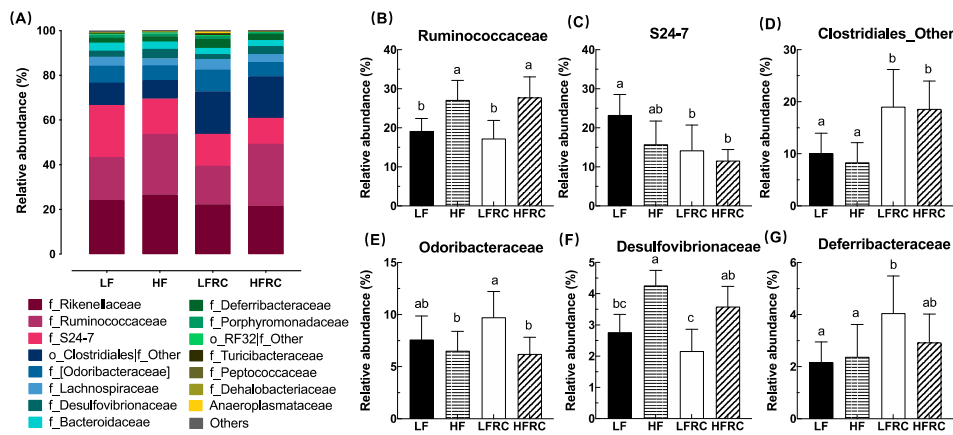 (A)
100
80
60
40
20
0
Relative abundance (%)
LF HF LFRC HFRC
f_Rikenellaceae
f_Ruminococcaceae
f_S24-7
o_Clostridiales|f_Other
f_[Odoribacteraceae]
f_Lachnospiraceae
f_Desulfovibrionaceae
f_Bacteroidaceae
f_Deferribacteraceae
f_Porphyromonadaceae
o_RF32|f_Other
f_Turicibacteraceae
f_Peptococcaceae
f_Dehalobacteriaceae
Anaeroplasmataceae
Others
(B)
Ruminococcaceae
Relative abundance (%)
40
30
20
10
0
b a b a
LF HF LFRC HFRC
(C)
S24-7
Relative abundance (%)
40
30
20
10
0
a ab b b
LF HF LFRC HFRC
(D)
Clostridiales_Other
Relative abundance (%)
30
20
10
0
a a b b
LF HF LFRC HFRC
(E)
Odoribacteraceae
Relative abundance (%)
15
10
5
0
ab b a b
LF HF LFRC HFRC
(F)
Desulfovibrionaceae
Relative abundance (%)
5
4
3
2
1
0
bc a c ab
LF HF LFRC HFRC
(G)
Deferribacteraceae
Relative abundance (%)
6
4
2
0
a a b ab
LF HF LFRC HFRC